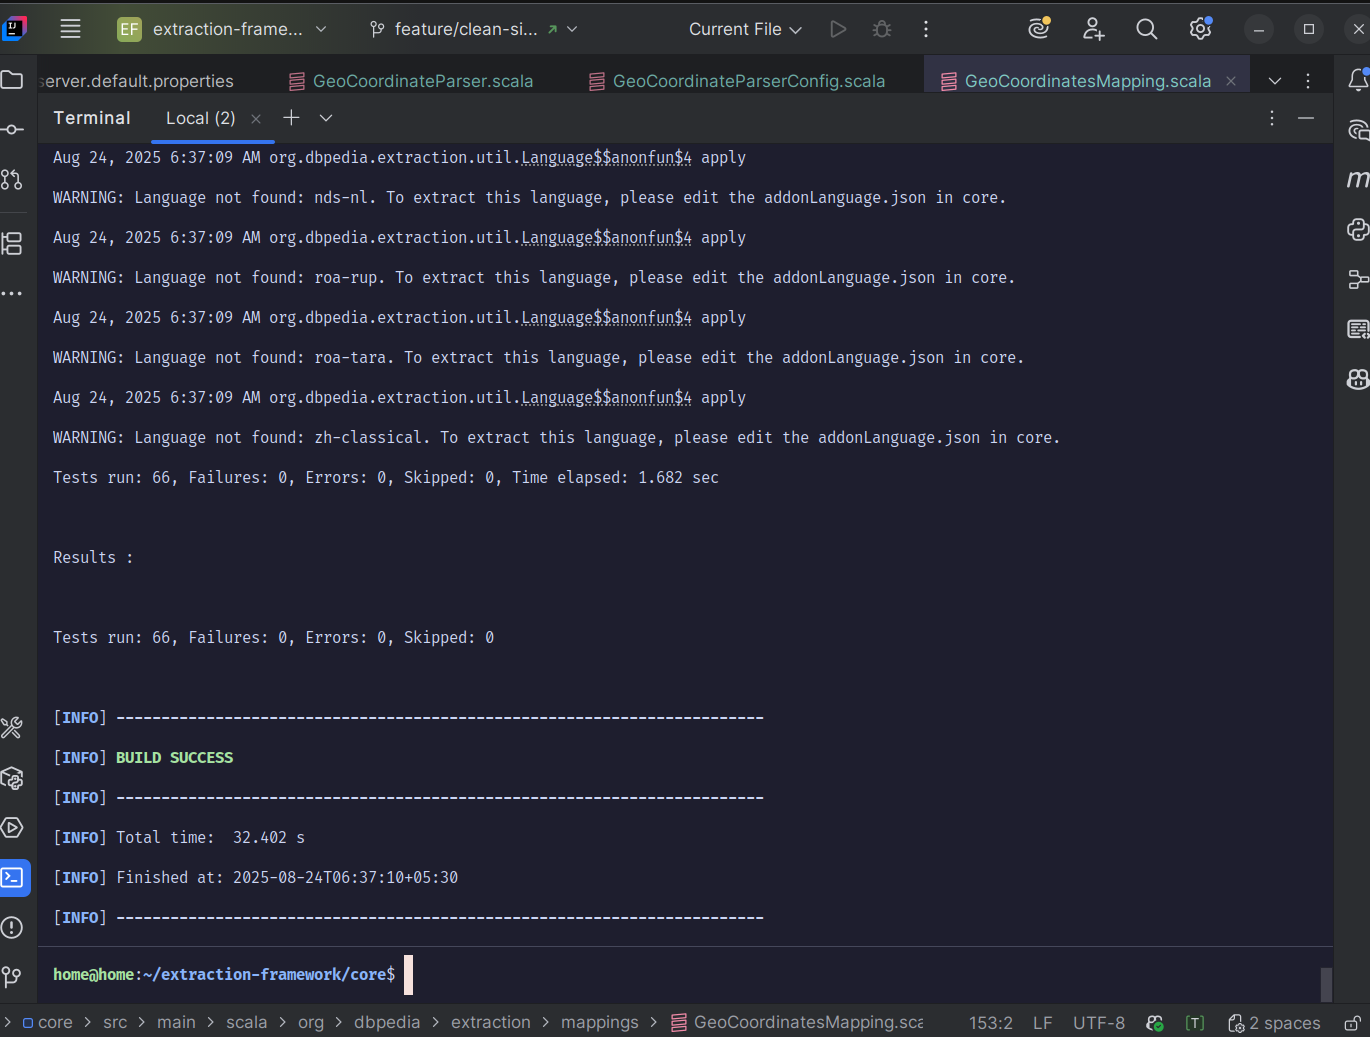 EF extraction-frame... feature/clean-si... Current File
server.default.properties GeoCoordinateParser.scala GeoCoordinateParserConfig.scala GeoCoordinatesMapping.scala
Terminal Local (2)
Aug 24, 2025 6:37:09 AM org.dbpedia.extraction.util.Language$$anonfun$4 apply
WARNING: Language not found: nds-nl. To extract this language, please edit the addonLanguage.json in core.
Aug 24, 2025 6:37:09 AM org.dbpedia.extraction.util.Language$$anonfun$4 apply
WARNING: Language not found: roa-rup. To extract this language, please edit the addonLanguage.json in core.
Aug 24, 2025 6:37:09 AM org.dbpedia.extraction.util.Language$$anonfun$4 apply
WARNING: Language not found: roa-tara. To extract this language, please edit the addonLanguage.json in core.
Aug 24, 2025 6:37:09 AM org.dbpedia.extraction.util.Language$$anonfun$4 apply
WARNING: Language not found: zh-classical. To extract this language, please edit the addonLanguage.json in core.
Tests run: 66, Failures: 0, Errors: 0, Skipped: 0, Time elapsed: 1.682 sec
Results :
Tests run: 66, Failures: 0, Errors: 0, Skipped: 0
[INFO] ------------------------------------------------------------------------
[INFO] BUILD SUCCESS
[INFO] ------------------------------------------------------------------------
[INFO] Total time:  32.402 s
[INFO] Finished at: 2025-08-24T06:37:10+05:30
[INFO] ------------------------------------------------------------------------
home@home:~/extraction-framework/core$
core > src > main > scala > org > dbpedia > extraction > mappings > GeoCoordinatesMapping.sca 153:2 LF UTF-8 [T] 2 spaces